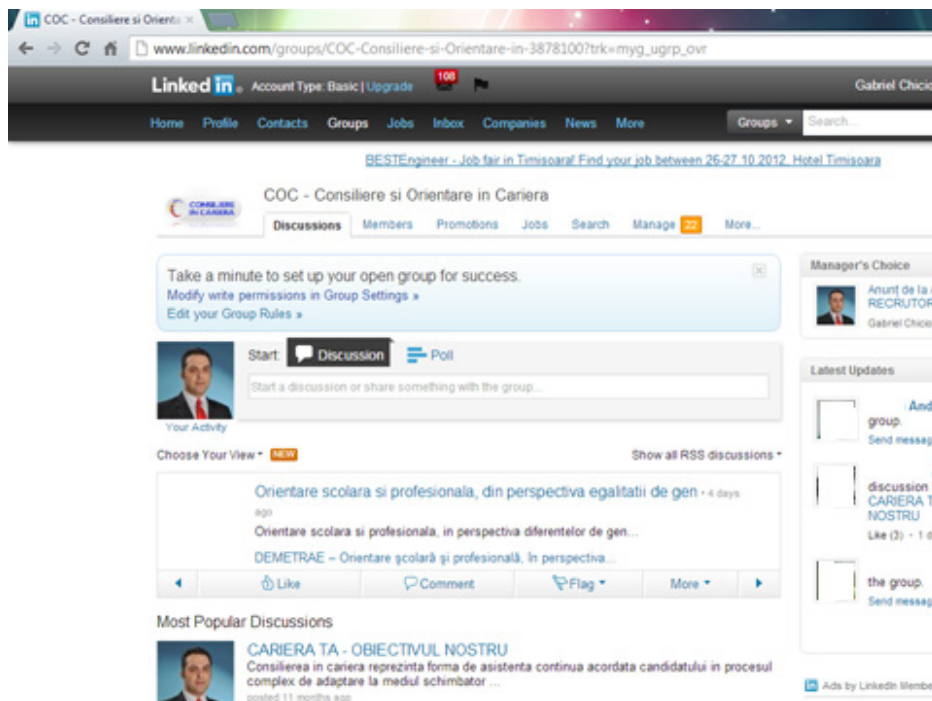 COC - Consiliere si Orienta ×
www.linkedin.com/groups/COC-Consiliere-si-Orientare-in-3878100?trk=myg_ugrp_ovr
Linked in Account Type: Basic | Upgrade 108 Gabriel Chicio
Home Profile Contacts Groups Jobs Inbox Companies News More Groups Search...
BESTEngineer - Job fair in Timisoara! Find your job between 26-27.10.2012, Hotel Timisoara
CONSILIERE IN CARIERA
COC - Consiliere si Orientare in Cariera
Discussions Members Promotions Jobs Search Manage 22 More...
Take a minute to set up your open group for success.
Modify write permissions in Group Settings »
Edit your Group Rules »
Start: Discussion Poll
Start a discussion or share something with the group...
Your Activity
Choose Your View NEW Show all RSS discussions
Orientare scolara si profesionala, din perspectiva egalitatii de gen • 4 days
ago
Orientare scolara si profesionala, in perspectiva diferentelor de gen...
DEMETRAE – Orientare şcolară şi profesională, în perspectiva...
Like Comment Flag More
Most Popular Discussions
CARIERA TA - OBIECTIVUL NOSTRU
Consilierea in cariera reprezinta forma de asistenta continua acordata candidatului in procesul
complex de adaptare la mediul schimbator ...
posted 11 months ago
Manager's Choice
Anunţ de la
RECRUTOR
Gabriel Chicio
Latest Updates
And
group.
Send messag
discussion
CARIERA T
NOSTRU
Like (3) • 1 d
the group.
Send messag
Ads by LinkedIn Membe